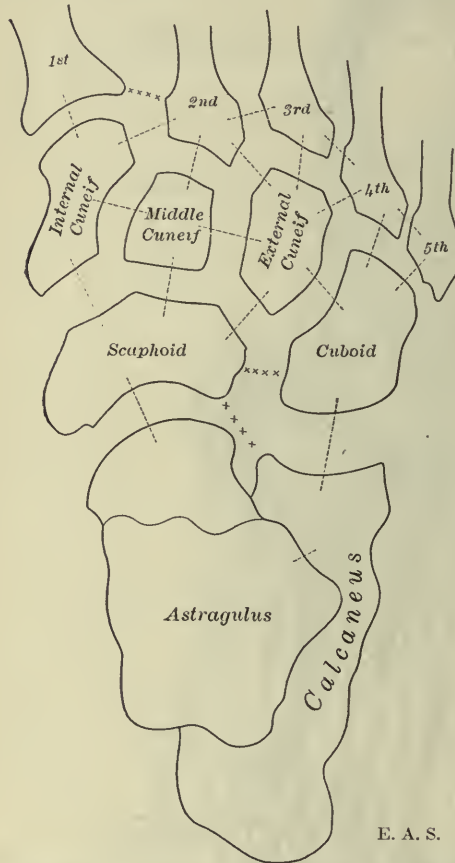 1st
2nd
3rd
4th
5th
Internal
Cuneif
Middle
Cuneif
External
Cuneif
Scaphoid
Cuboid
Astragulus
Calcaneus
E. A. S.